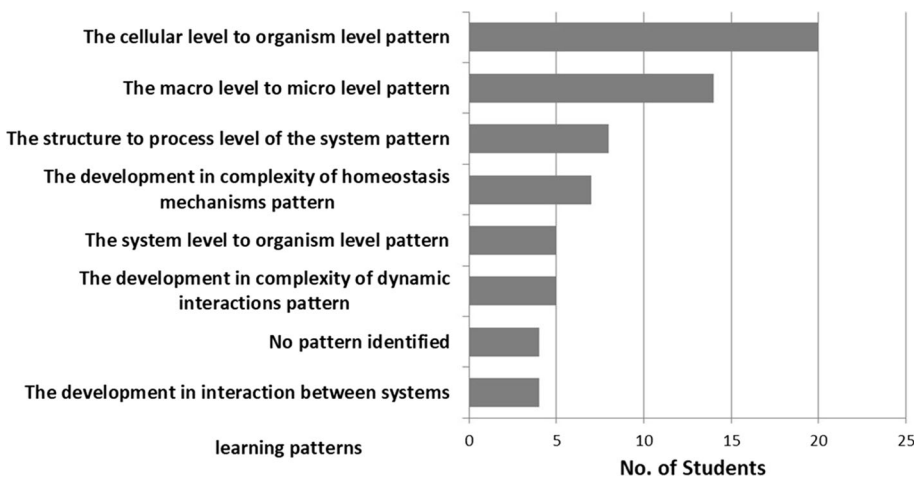 The cellular level to organism level pattern
The macro level to micro level pattern
The structure to process level of the system pattern
The development in complexity of homeostasis
mechanisms pattern
The system level to organism level pattern
The development in complexity of dynamic
interactions pattern
No pattern identified
The development in interaction between systems
learning patterns
0 5 10 15 20 25
No. of Students